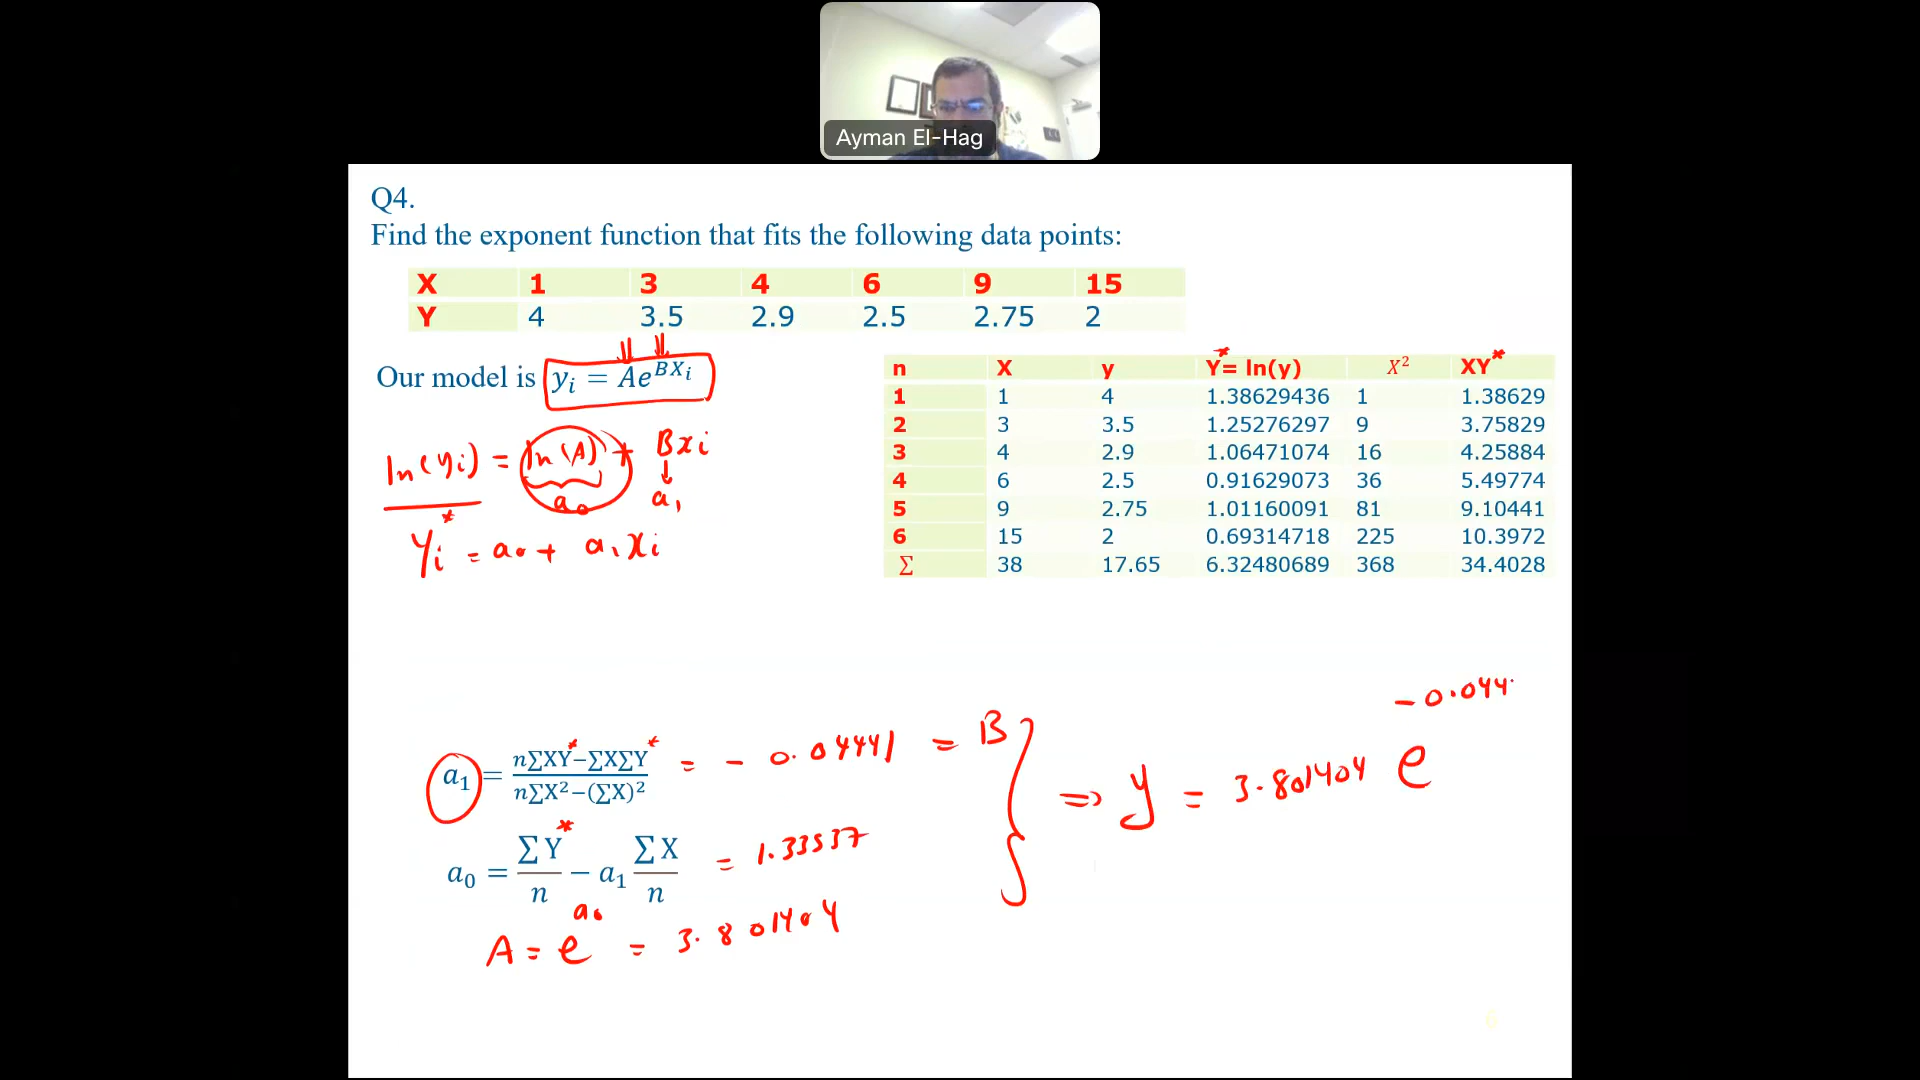 Ayman El-Hag
Q4.
Find the exponent function that fits the following data points:
X 1 3 4 6 9 15
Y 4 3.5 2.9 2.5 2.75 2
Our model is yᵢ = Ae^BXᵢ
ln(yi) = ln(A) + Bxi
a₀ a₁
Yi* = a₀ + a₁xi
n X y Y*= ln(y) X² XY*
1 1 4 1.38629436 1 1.38629
2 3 3.5 1.25276297 9 3.75829
3 4 2.9 1.06471074 16 4.25884
4 6 2.5 0.91629073 36 5.49774
5 9 2.75 1.01160091 81 9.10441
6 15 2 0.69314718 225 10.3972
∑ 38 17.65 6.32480689 368 34.4028
a₁ = n∑XY*−∑X∑Y* / n∑X²−(∑X)² = - 0.04441 = B
a₀ = ∑Y* / n − a₁ ∑X / n = 1.33537
A = e^a₀ = 3.801404
⇒ y = 3.801404 e^-0.044
6